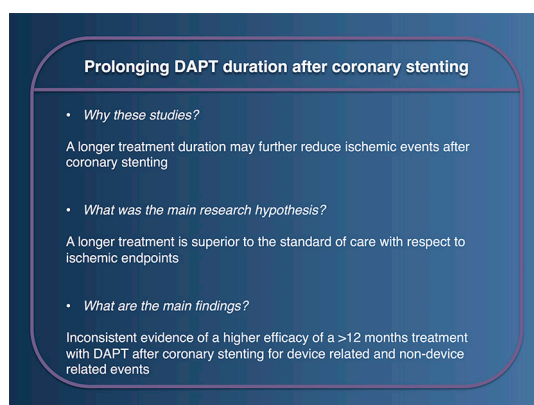 Prolonging DAPT duration after coronary stenting
• Why these studies?
A longer treatment duration may further reduce ischemic events after
coronary stenting
• What was the main research hypothesis?
A longer treatment is superior to the standard of care with respect to
ischemic endpoints
• What are the main findings?
Inconsistent evidence of a higher efficacy of a >12 months treatment
with DAPT after coronary stenting for device related and non-device
related events